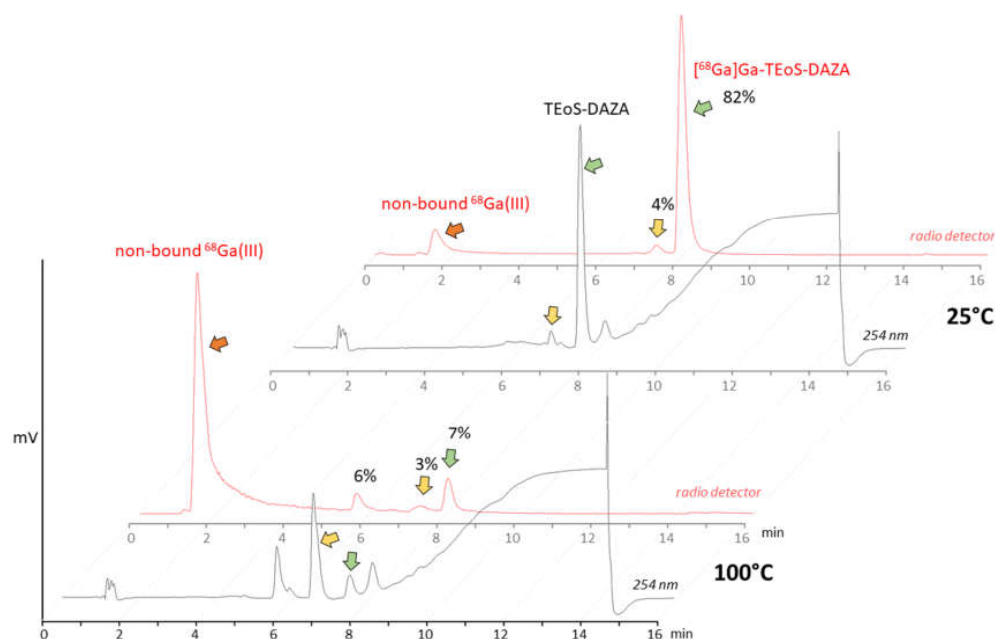 [⁶⁸Ga]Ga-TEoS-DAZA
82%
TEoS-DAZA
4%
non-bound ⁶⁸Ga(III)
radio detector
0 2 4 6 8 10 12 14 16
25°C
254 nm
0 2 4 6 8 10 12 14 16
non-bound ⁶⁸Ga(III)
mV
7%
6%
3%
radio detector
0 2 4 6 8 10 12 14 16 min
100°C
254 nm
0 2 4 6 8 10 12 14 16 min